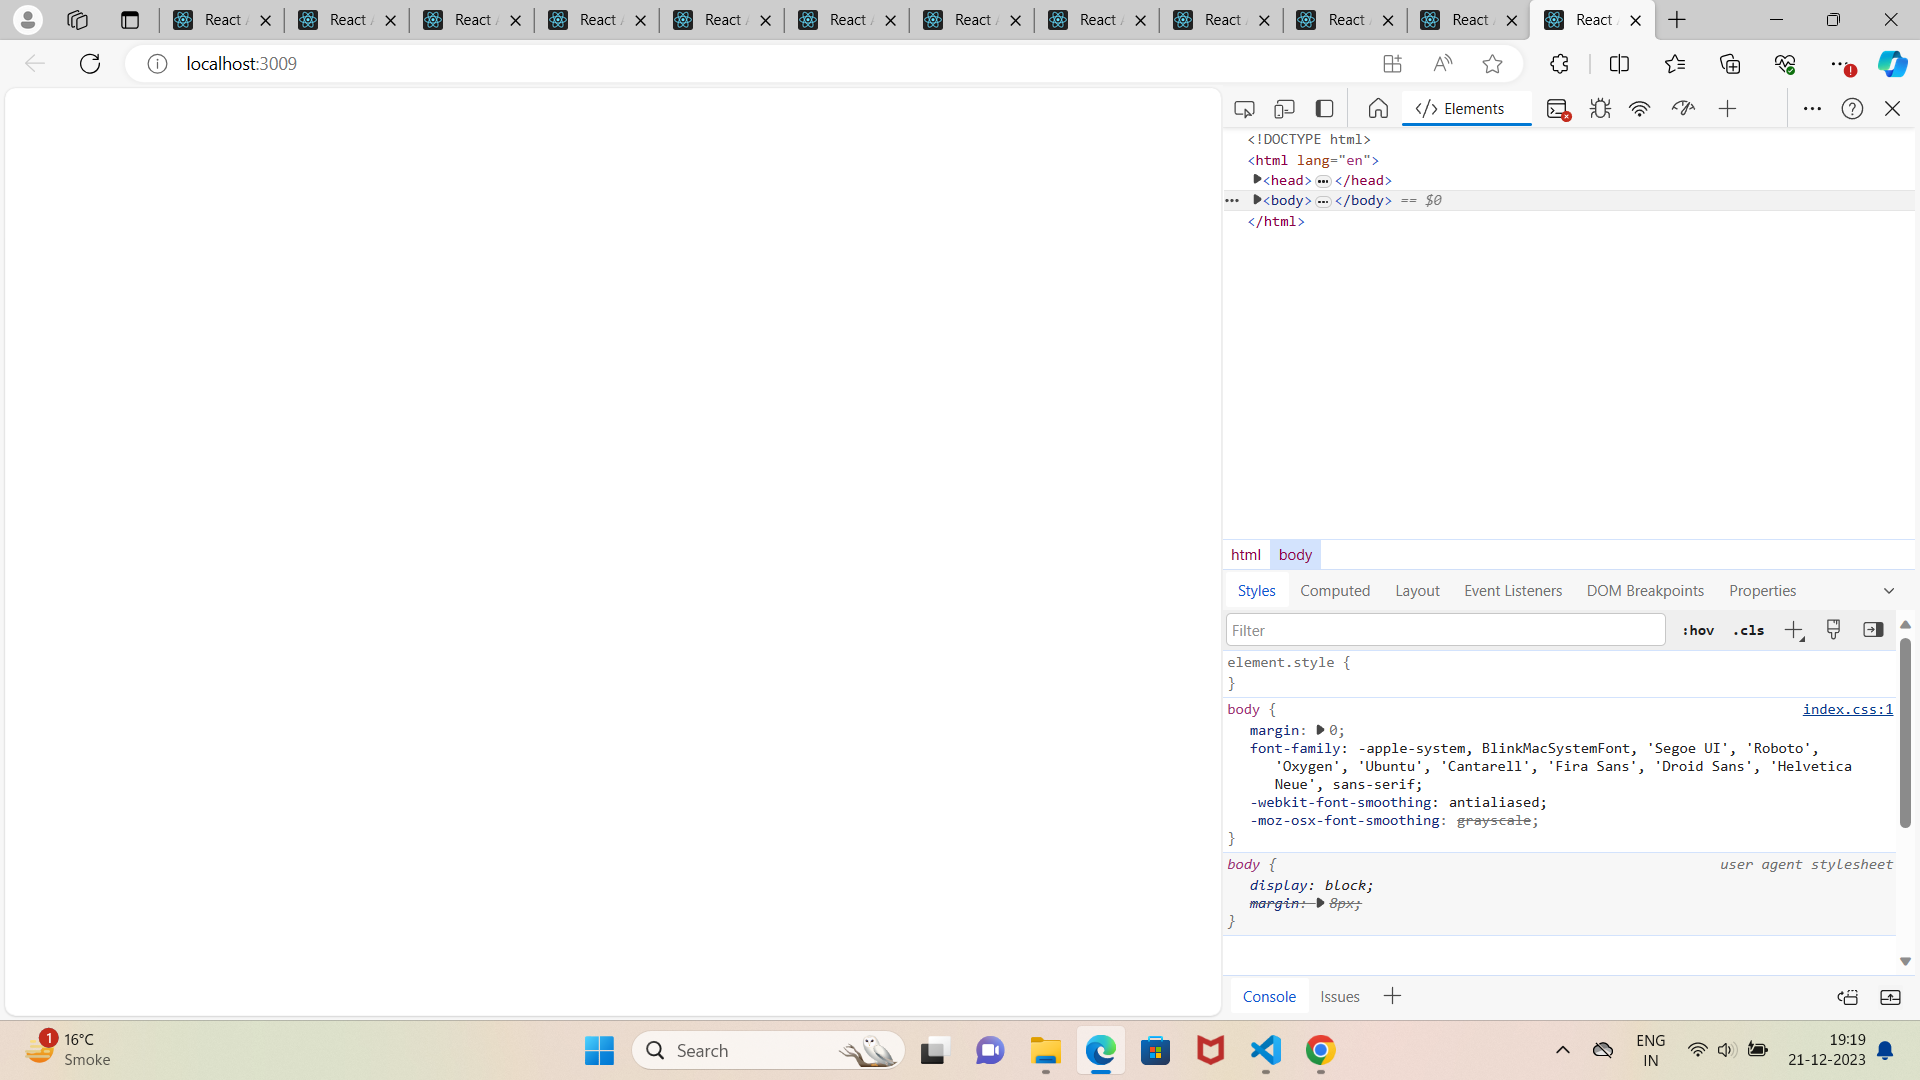 React A
React A
React A
React A
React A
React A
React A
React A
React A
React A
React A
React A
localhost:3009
Elements
<!DOCTYPE html>
<html lang="en">
<head> ••• </head>
••• <body> ••• </body> == $0
</html>
html body
Styles Computed Layout Event Listeners DOM Breakpoints Properties
Filter :hov .cls
element.style {
}
body { index.css:1
margin: 0;
font-family: -apple-system, BlinkMacSystemFont, 'Segoe UI', 'Roboto',
'Oxygen', 'Ubuntu', 'Cantarell', 'Fira Sans', 'Droid Sans', 'Helvetica
Neue', sans-serif;
-webkit-font-smoothing: antialiased;
-moz-osx-font-smoothing: grayscale;
}
body { user agent stylesheet
display: block;
margin: 8px;
}
Console Issues
1
16°C
Smoke
Search
ENG
IN
19:19
21-12-2023